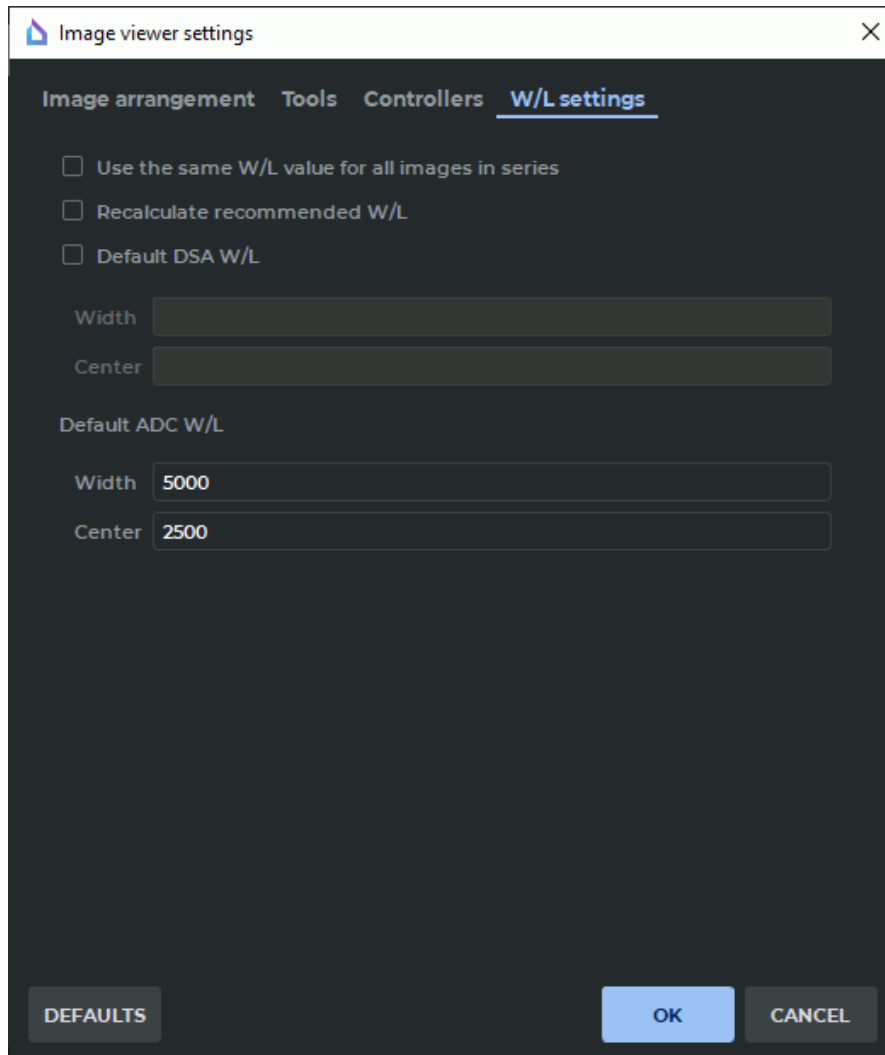 Image viewer settings
Image arrangement Tools Controllers W/L settings
Use the same W/L value for all images in series
Recalculate recommended W/L
Default DSA W/L
Width
Center
Default ADC W/L
Width 5000
Center 2500
DEFAULTS OK CANCEL